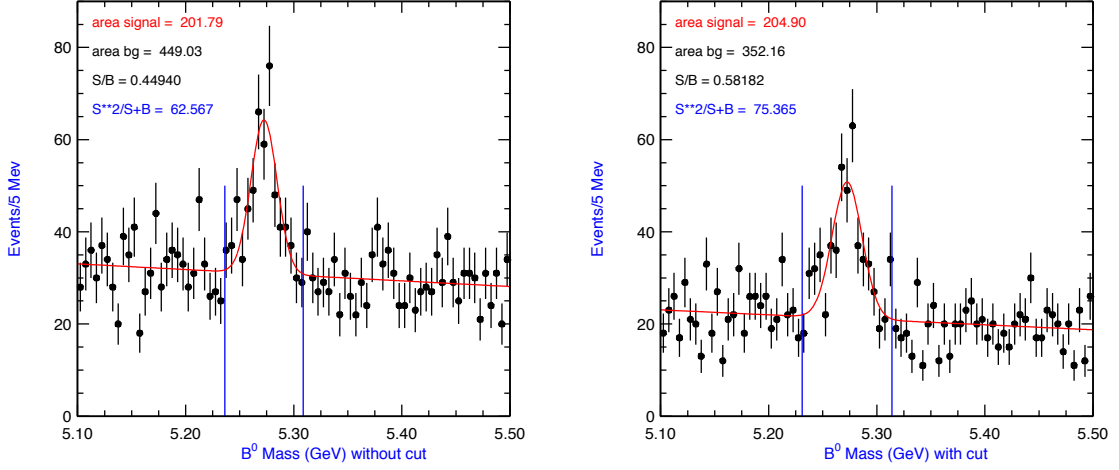 area signal = 201.79
area bg = 449.03
S/B = 0.44940
S**2/S+B = 62.567
80
60
40
20
0
Events/5 Mev
5.10 5.20 5.30 5.40 5.50
B⁰ Mass (GeV) without cut
area signal = 204.90
area bg = 352.16
S/B = 0.58182
S**2/S+B = 75.365
80
60
40
20
0
Events/5 Mev
5.10 5.20 5.30 5.40 5.50
B⁰ Mass (GeV) with cut